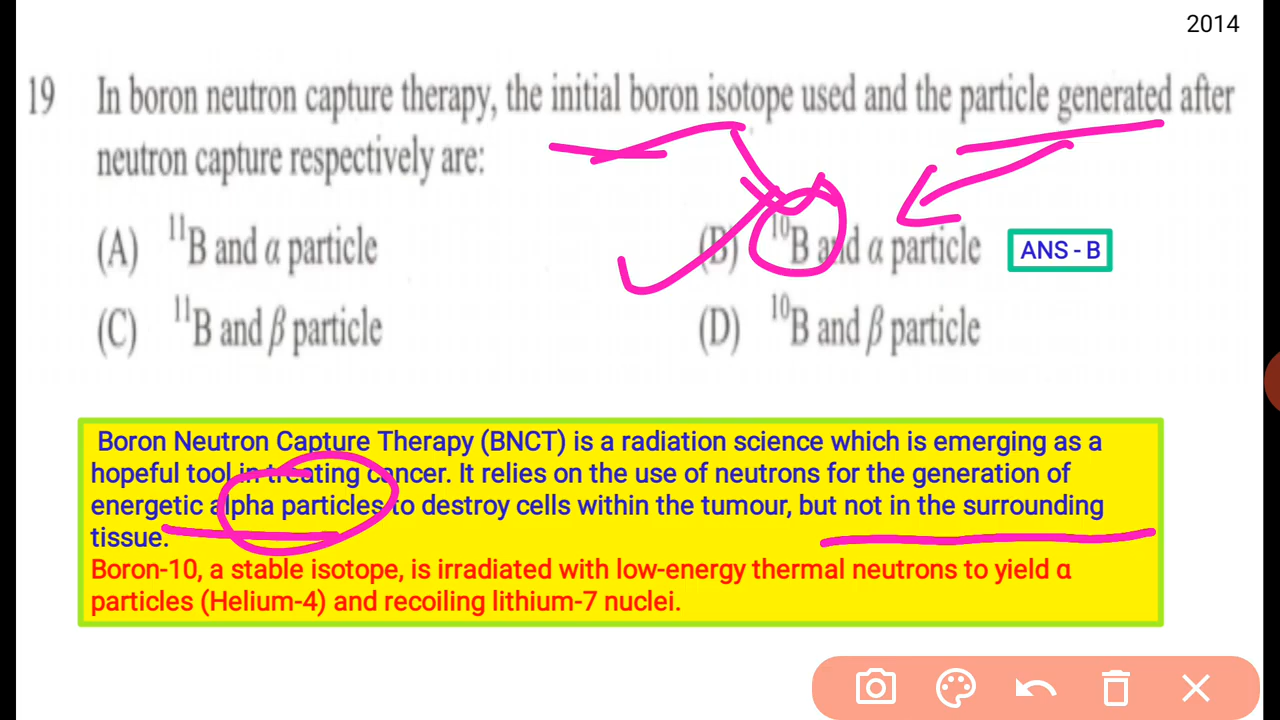 2014
19 In boron neutron capture therapy, the initial boron isotope used and the particle generated after
neutron capture respectively are:
(A) ¹¹B and α particle (B) ¹⁰B and α particle ANS - B
(C) ¹¹B and β particle (D) ¹⁰B and β particle
Boron Neutron Capture Therapy (BNCT) is a radiation science which is emerging as a
hopeful tool in treating cancer. It relies on the use of neutrons for the generation of
energetic alpha particles to destroy cells within the tumour, but not in the surrounding
tissue.
Boron-10, a stable isotope, is irradiated with low-energy thermal neutrons to yield α
particles (Helium-4) and recoiling lithium-7 nuclei.